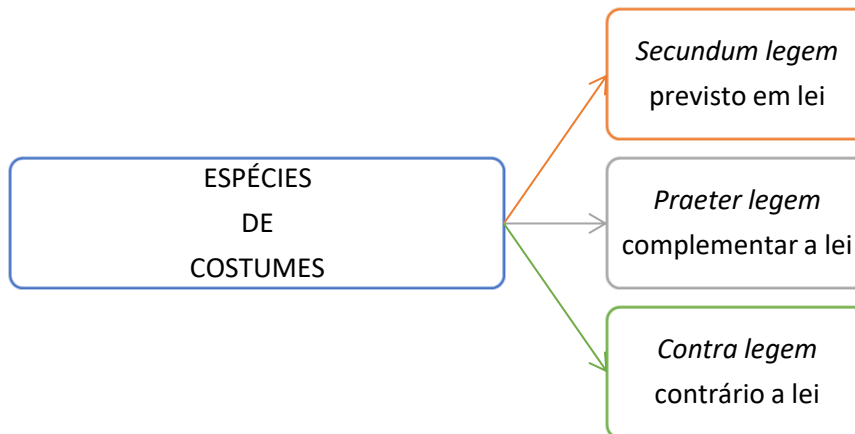 ESPÉCIES
DE
COSTUMES
Secundum legem
previsto em lei
Praeter legem
complementar a lei
Contra legem
contrário a lei